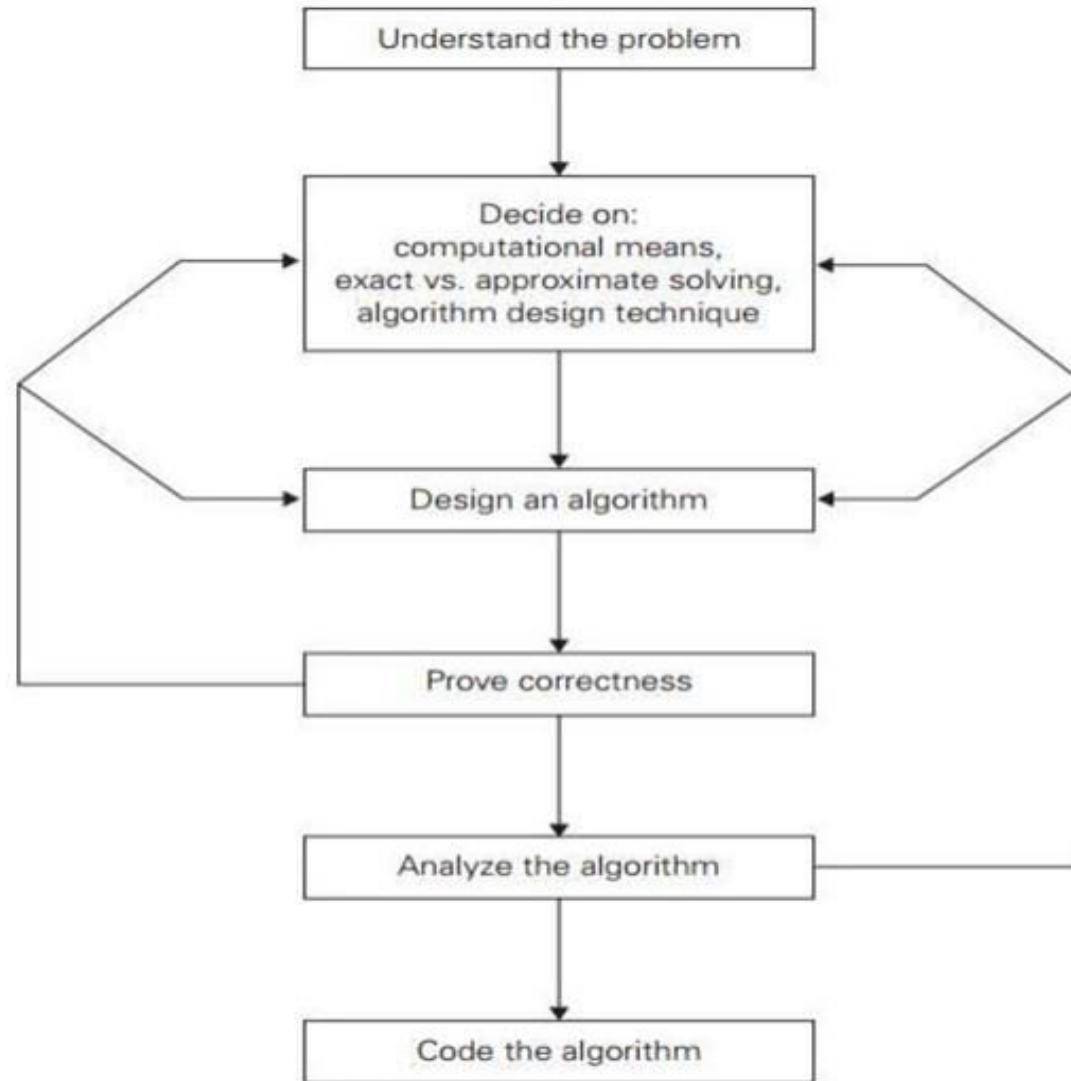 Understand the problem
Decide on:
computational means,
exact vs. approximate solving,
algorithm design technique
Design an algorithm
Prove correctness
Analyze the algorithm
Code the algorithm